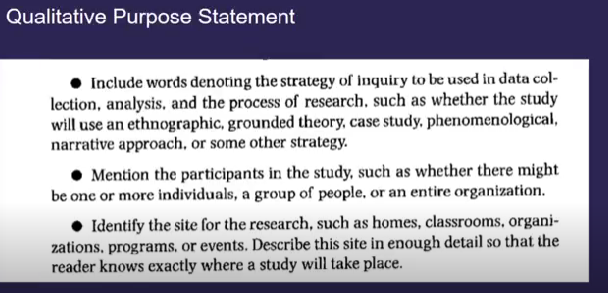 Qualitative Purpose Statement
● Include words denoting the strategy of inquiry to be used in data col-
lection, analysis, and the process of research, such as whether the study
will use an ethnographic, grounded theory, case study, phenomenological,
narrative approach, or some other strategy.
● Mention the participants in the study, such as whether there might
be one or more individuals, a group of people, or an entire organization.
● Identify the site for the research, such as homes, classrooms, organi-
zations, programs, or events. Describe this site in enough detail so that the
reader knows exactly where a study will take place.